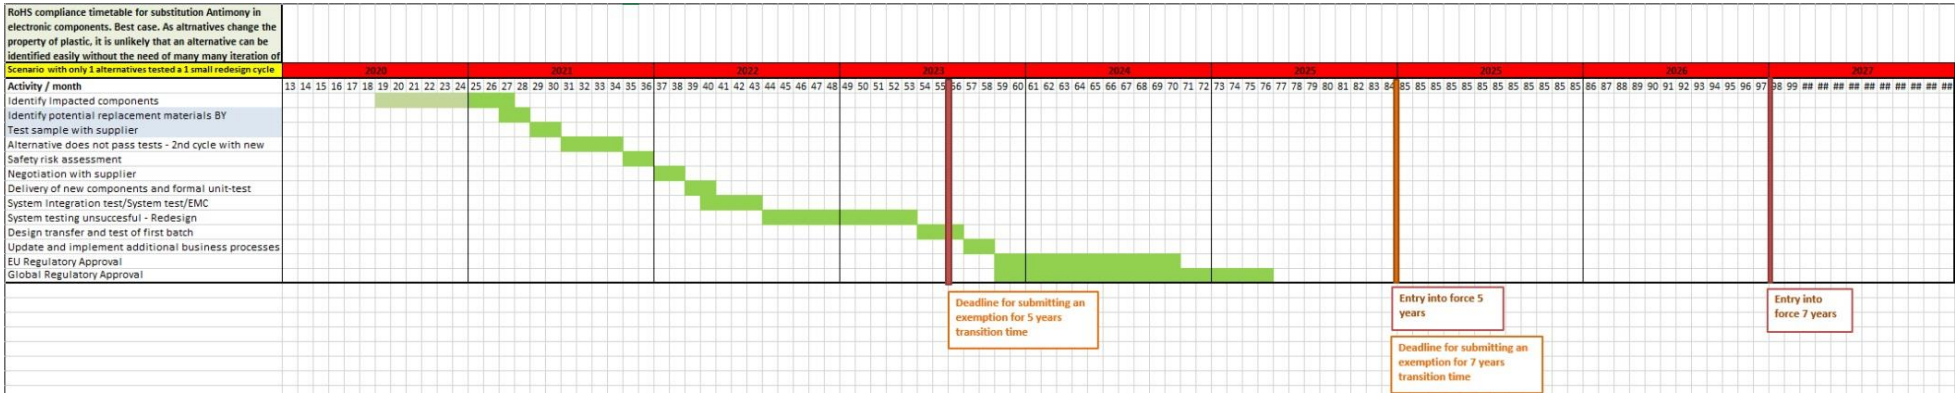 RoHS compliance timetable for substitution Antimony in
electronic components. Best case. As altrnatives change the
property of plastic, it is unlikely that an alternative can be
identified easily without the need of many many iteration of
Scenario with only 1 alternatives tested a 1 small redesign cycle
2020 2021 2022 2023 2024 2025 2025 2026 2027
Activity / month 13 14 15 16 17 18 19 20 21 22 23 24 25 26 27 28 29 30 31 32 33 34 35 36 37 38 39 40 41 42 43 44 45 46 47 48 49 50 51 52 53 54 55 56 57 58 59 60 61 62 63 64 65 66 67 68 69 70 71 72 73 74 75 76 77 78 79 80 81 82 83 84 85 85 85 85 85 85 85 85 85 85 85 85 86 87 88 89 90 91 92 93 94 95 96 97 98 99 ## ## ## ## ## ## ## ## ## ##
Identify Impacted components
Identify potential replacement materials BY
Test sample with supplier
Alternative does not pass tests - 2nd cycle with new
Safety risk assessment
Negotiation with supplier
Delivery of new components and formal unit-test
System Integration test/System test/EMC
System testing unsuccesful - Redesign
Design transfer and test of first batch
Update and implement additional business processes
EU Regulatory Approval
Global Regulatory Approval
Deadline for submitting an
exemption for 5 years
transition time
Entry into force 5
years
Deadline for submitting an
exemption for 7 years
transition time
Entry into
force 7 years